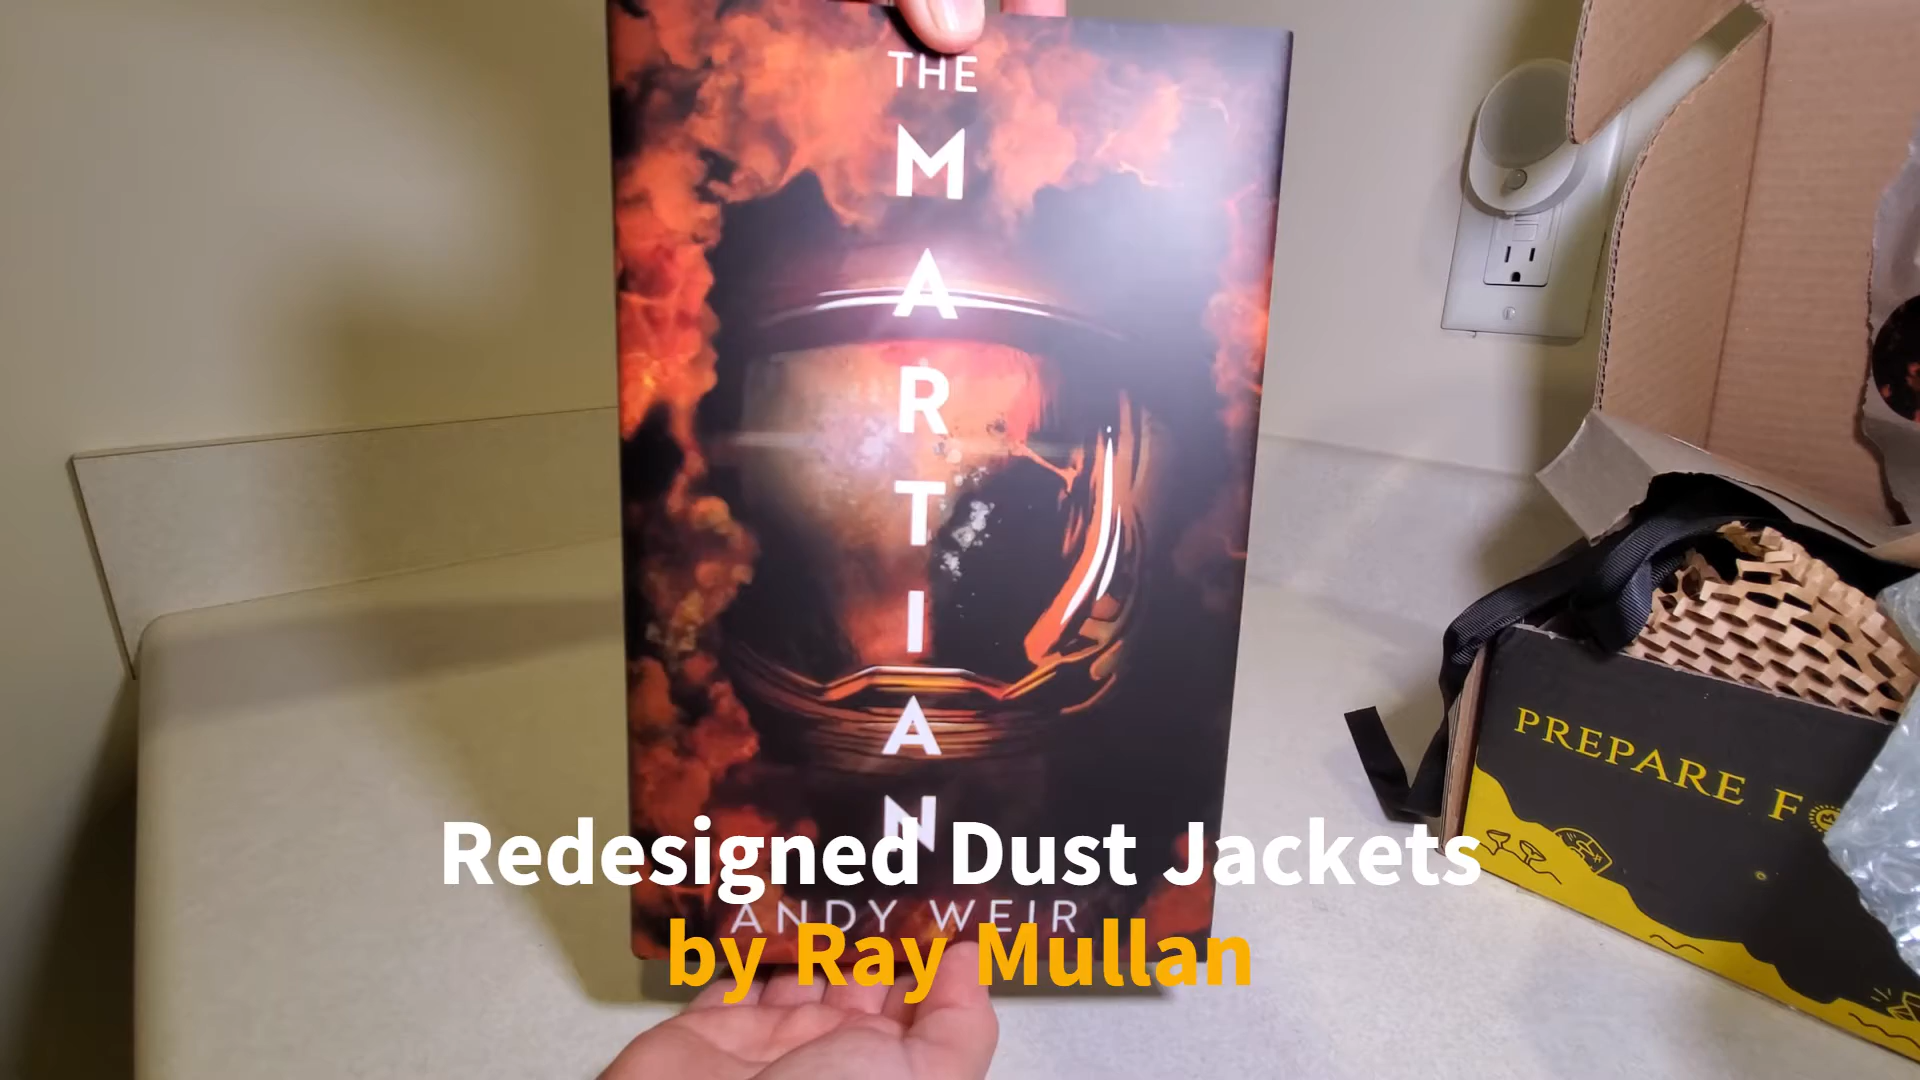 THE
MARTIAN
ANDY WEIR
Redesigned Dust Jackets
by Ray Mullan
PREPARE